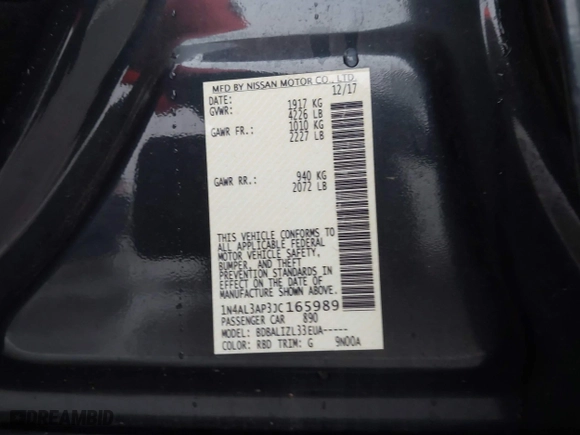 MFD BY NISSAN MOTOR CO., LTD.
DATE: 12/17
GVWR: 1917 KG
4226 LB
GAWR FR.: 1010 KG
2227 LB
GAWR RR.: 940 KG
2072 LB
THIS VEHICLE CONFORMS TO
ALL APPLICABLE FEDERAL
MOTOR VEHICLE SAFETY,
BUMPER, AND THEFT
PREVENTION STANDARDS IN
EFFECT ON THE DATE OF
MANUFACTURE SHOWN ABOVE.
1N4AL3AP3JC165989
PASSENGER CAR 890
MODEL: BDBALIZL33EUA-----
COLOR: RBD TRIM: G 9N00A
DREAMBID